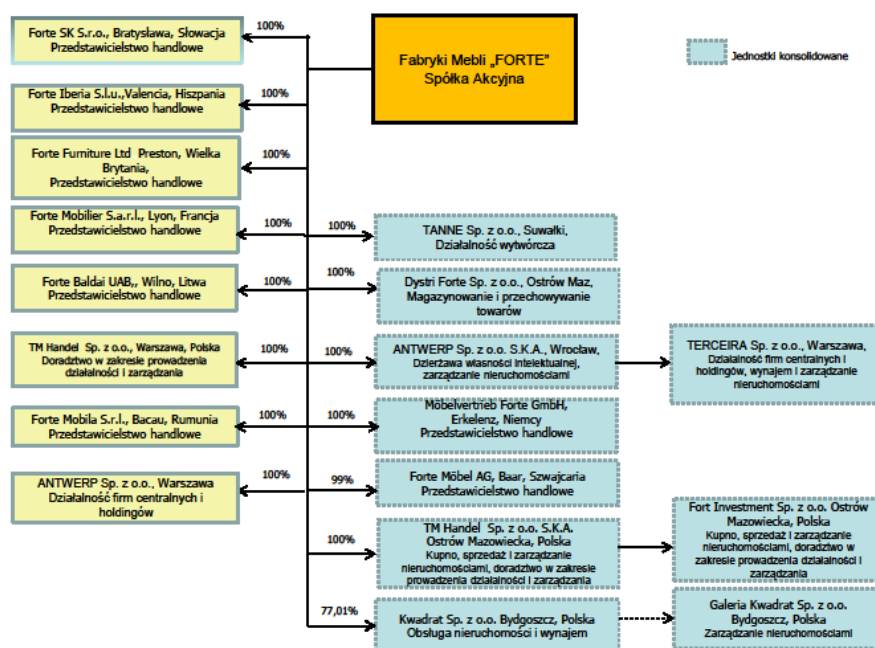 Forte SK S.r.o., Bratysława, Słowacja
Przedstawicielstwo handlowe
100%
Fabryki Mebli „FORTE”
Spółka Akcyjna
Jednostki konsolidowane
Forte Iberia S.l.u.,Valencia, Hiszpania
Przedstawicielstwo handlowe
100%
Forte Furniture Ltd Preston, Wielka
Brytania,
Przedstawicielstwo handlowe
100%
Forte Mobilier S.a.r.l., Lyon, Francja
Przedstawicielstwo handlowe
100%
100%
TANNE Sp. z o.o., Suwałki,
Działalność wytwórcza
Forte Baldai UAB,, Wilno, Litwa
Przedstawicielstwo handlowe
100%
100%
Dystri Forte Sp. z o.o., Ostrów Maz,
Magazynowanie i przechowywanie
towarów
TM Handel Sp. z o.o., Warszawa, Polska
Doradztwo w zakresie prowadzenia
działalności i zarządzania
100%
100%
ANTWERP Sp. z o.o. S.K.A., Wrocław,
Dzierżawa własności intelektualnej,
zarządzanie nieruchomościami
TERCEIRA Sp. z o.o., Warszawa,
Działalność firm centralnych i
holdingów, wynajem i zarządzanie
nieruchomościami
Forte Mobila S.r.l., Bacau, Rumunia
Przedstawicielstwo handlowe
100%
100%
Möbelvertrieb Forte GmbH,
Erkelenz, Niemcy
Przedstawicielstwo handlowe
ANTWERP Sp. z o.o., Warszawa
Działalność firm centralnych i
holdingów
100%
99%
Forte Möbel AG, Baar, Szwajcaria
Przedstawicielstwo handlowe
100%
TM Handel Sp. z o.o. S.K.A.
Ostrów Mazowiecka, Polska
Kupno, sprzedaż i zarządzanie
nieruchomościami, doradztwo w zakresie
prowadzenia działalności i zarządzania
Fort Investment Sp. z o.o. Ostrów
Mazowiecka, Polska
Kupno, sprzedaż i zarządzanie
nieruchomościami, doradztwo w
zakresie prowadzenia działalności i
zarządzania
77,01%
Kwadrat Sp. z o.o. Bydgoszcz, Polska
Obsługa nieruchomości i wynajem
Galeria Kwadrat Sp. z o.o.
Bydgoszcz, Polska
Zarządzanie nieruchomościami